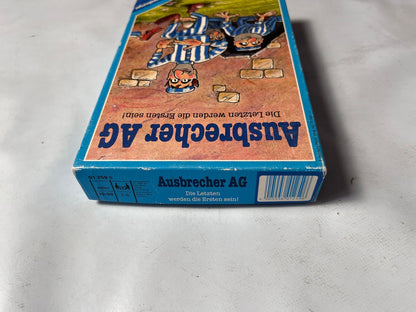 Ausbrecher AG
Die Letzten werden die Ersten sein!
Ausbrecher AG
Die Letzten
werden die Ersten sein!